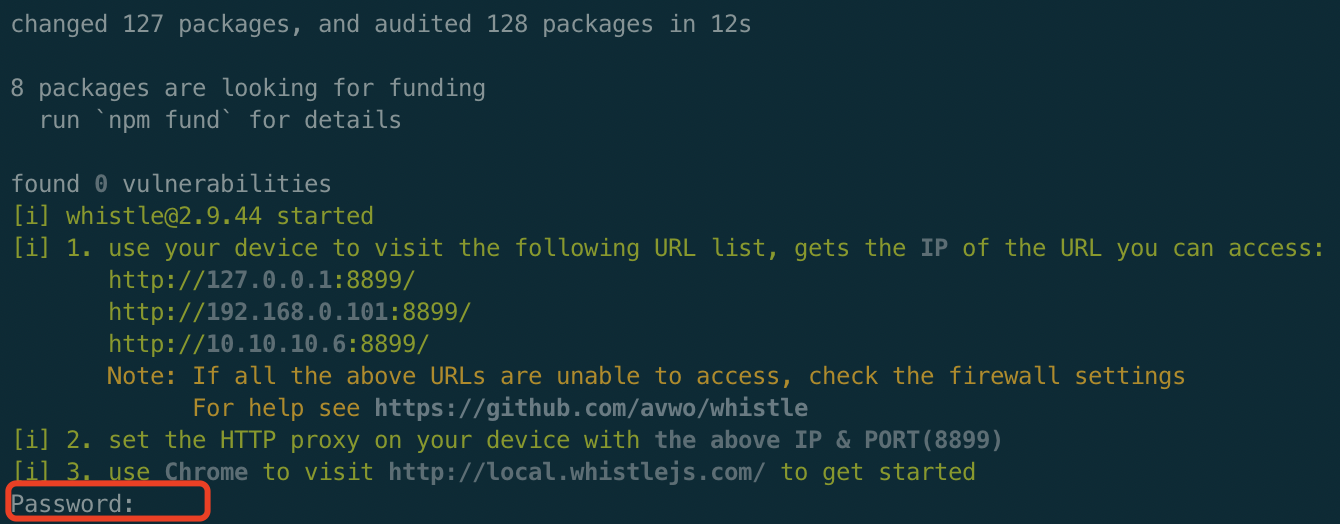 changed 127 packages, and audited 128 packages in 12s
8 packages are looking for funding
run `npm fund` for details
found 0 vulnerabilities
[i] whistle@2.9.44 started
[i] 1. use your device to visit the following URL list, gets the IP of the URL you can access:
http://127.0.0.1:8899/
http://192.168.0.101:8899/
http://10.10.10.6:8899/
Note: If all the above URLs are unable to access, check the firewall settings
For help see https://github.com/avwo/whistle
[i] 2. set the HTTP proxy on your device with the above IP & PORT(8899)
[i] 3. use Chrome to visit http://local.whistlejs.com/ to get started
Password: